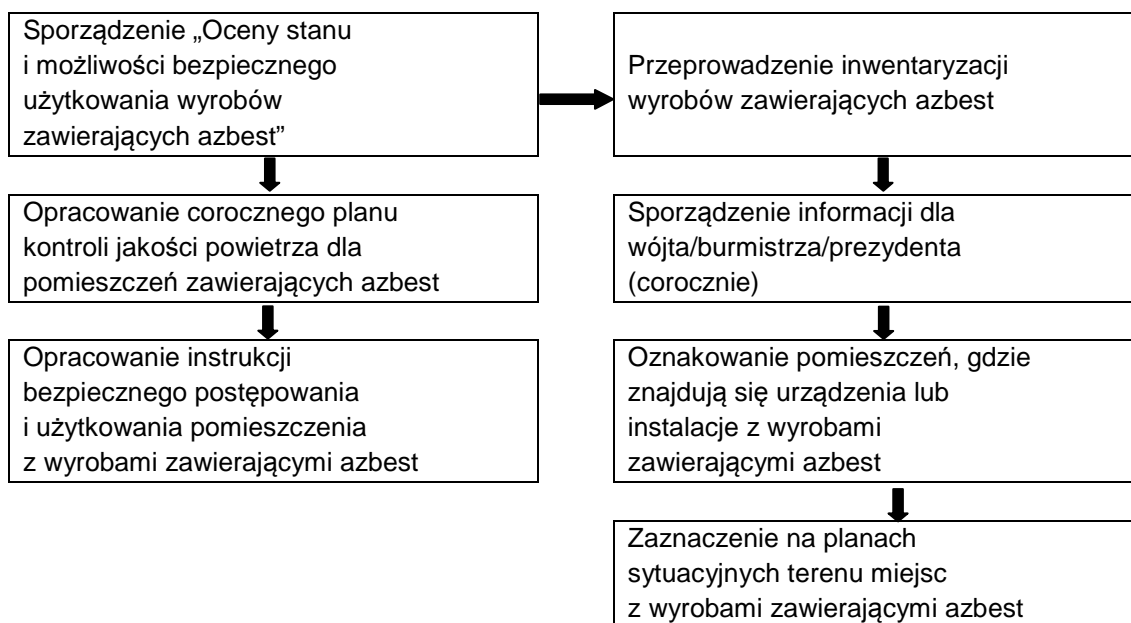 Sporządzenie „Oceny stanu
i możliwości bezpiecznego
użytkowania wyrobów
zawierających azbest”
Przeprowadzenie inwentaryzacji
wyrobów zawierających azbest
Opracowanie corocznego planu
kontroli jakości powietrza dla
pomieszczeń zawierających azbest
Sporządzenie informacji dla
wójta/burmistrza/prezydenta
(corocznie)
Opracowanie instrukcji
bezpiecznego postępowania
i użytkowania pomieszczenia
z wyrobami zawierającymi azbest
Oznakowanie pomieszczeń, gdzie
znajdują się urządzenia lub
instalacje z wyrobami
zawierającymi azbest
Zaznaczenie na planach
sytuacyjnych terenu miejsc
z wyrobami zawierającymi azbest